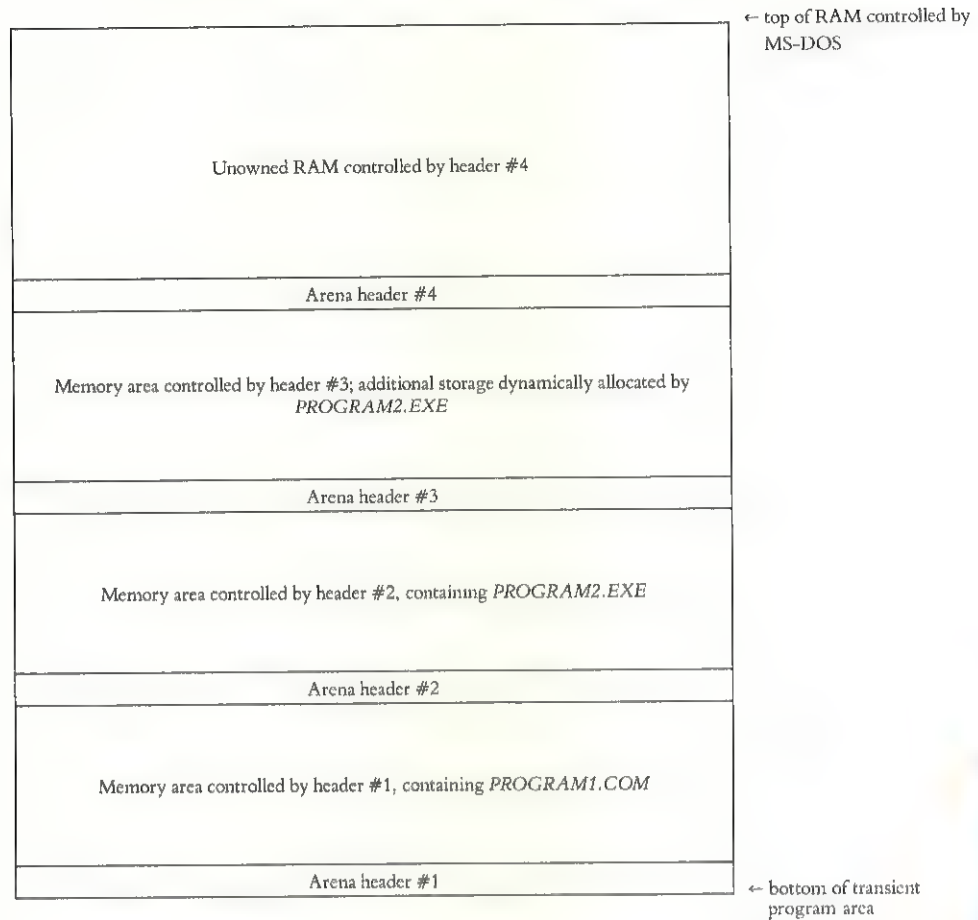 ← top of RAM controlled by
MS-DOS
Unowned RAM controlled by header #4
Arena header #4
Memory area controlled by header #3; additional storage dynamically allocated by
PROGRAM2.EXE
Arena header #3
Memory area controlled by header #2, containing PROGRAM2.EXE
Arena header #2
Memory area controlled by header #1, containing PROGRAM1.COM
Arena header #1
← bottom of transient
program area